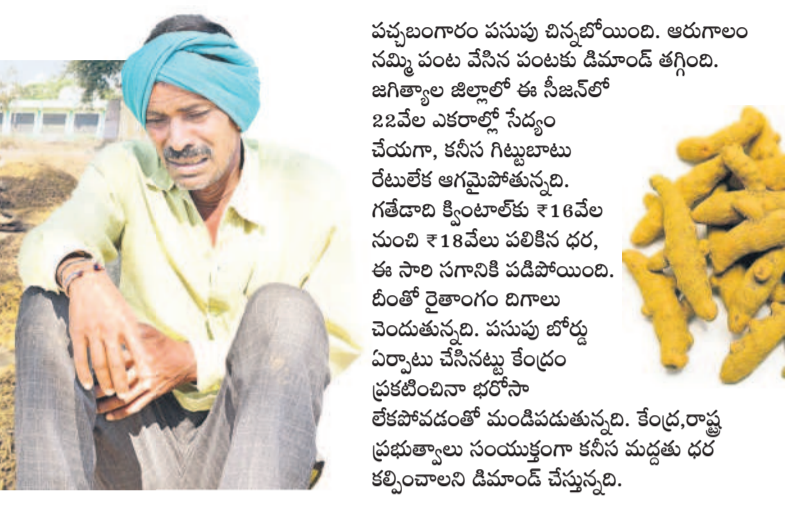 పచ్చబంగారం పసుపు చిన్నబోయింది. ఆరుగాలం
నమ్మి పంట వేసిన పంటకు డిమాండ్ తగ్గింది.
జగిత్యాల జిల్లాలో ఈ సీజన్‌లో
22వేల ఎకరాల్లో సేద్యం
చేయగా, కనీస గిట్టుబాటు
రేటులేక ఆగమైపోతున్నది.
గతేడాది క్వింటాల్‌కు ₹16వేల
నుంచి ₹18వేలు పలికిన ధర,
ఈ సారి సగానికి పడిపోయింది.
దీంతో రైతాంగం దిగాలు
చెందుతున్నది. పసుపు బోర్డు
ఏర్పాటు చేసినట్టు కేంద్రం
ప్రకటించినా భరోసా
లేకపోవడంతో మండిపడుతున్నది. కేంద్ర,రాష్ట్ర
ప్రభుత్వాలు సంయుక్తంగా కనీస మద్దతు ధర
కల్పించాలని డిమాండ్ చేస్తున్నది.